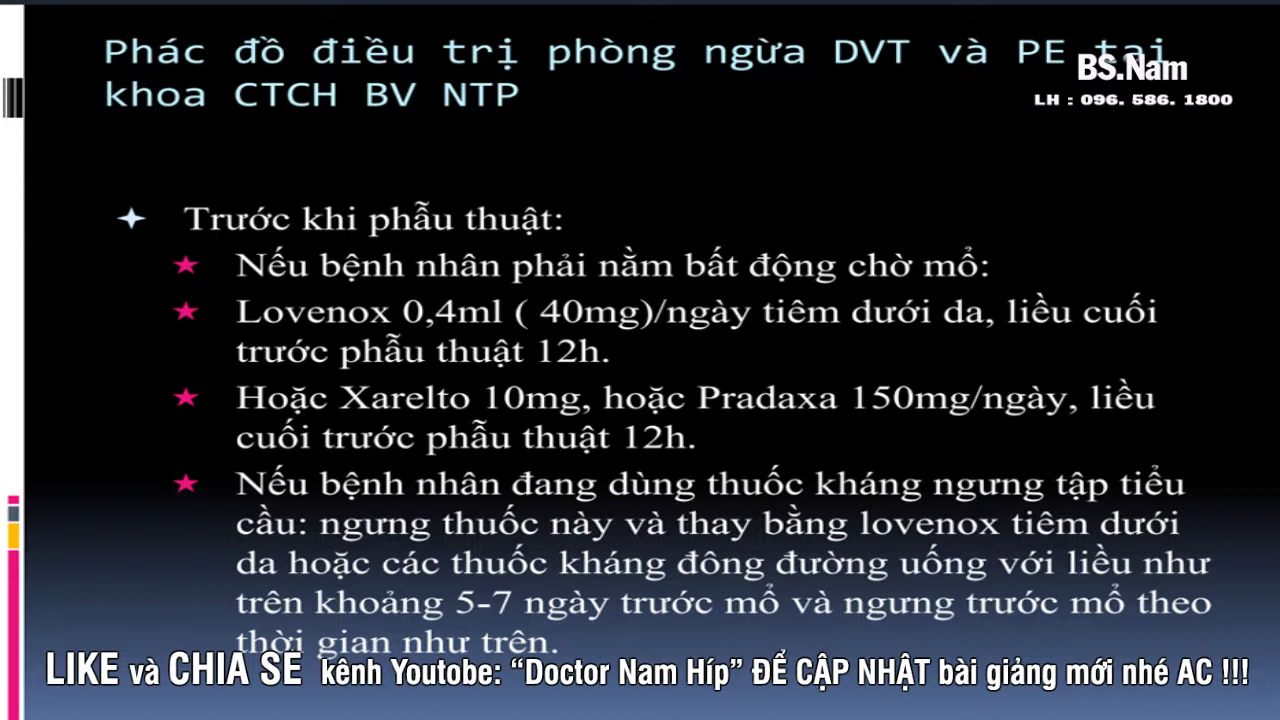 Phác đồ điều trị phòng ngừa DVT và PE tại
khoa CTCH BV NTP
BS.Nam
LH : 096. 586. 1800
Trước khi phẫu thuật:
Nếu bệnh nhân phải nằm bất động chờ mổ:
Lovenox 0,4ml ( 40mg)/ngày tiêm dưới da, liều cuối
trước phẫu thuật 12h.
Hoặc Xarelto 10mg, hoặc Pradaxa 150mg/ngày, liều
cuối trước phẫu thuật 12h.
Nếu bệnh nhân đang dùng thuốc kháng ngưng tập tiểu
cầu: ngưng thuốc này và thay bằng lovenox tiêm dưới
da hoặc các thuốc kháng đông đường uống với liều như
trên khoảng 5-7 ngày trước mổ và ngưng trước mổ theo
thời gian như trên.
LIKE và CHIA SẺ kênh Youtube: “Doctor Nam Híp” ĐỂ CẬP NHẬT bài giảng mới nhé AC !!!